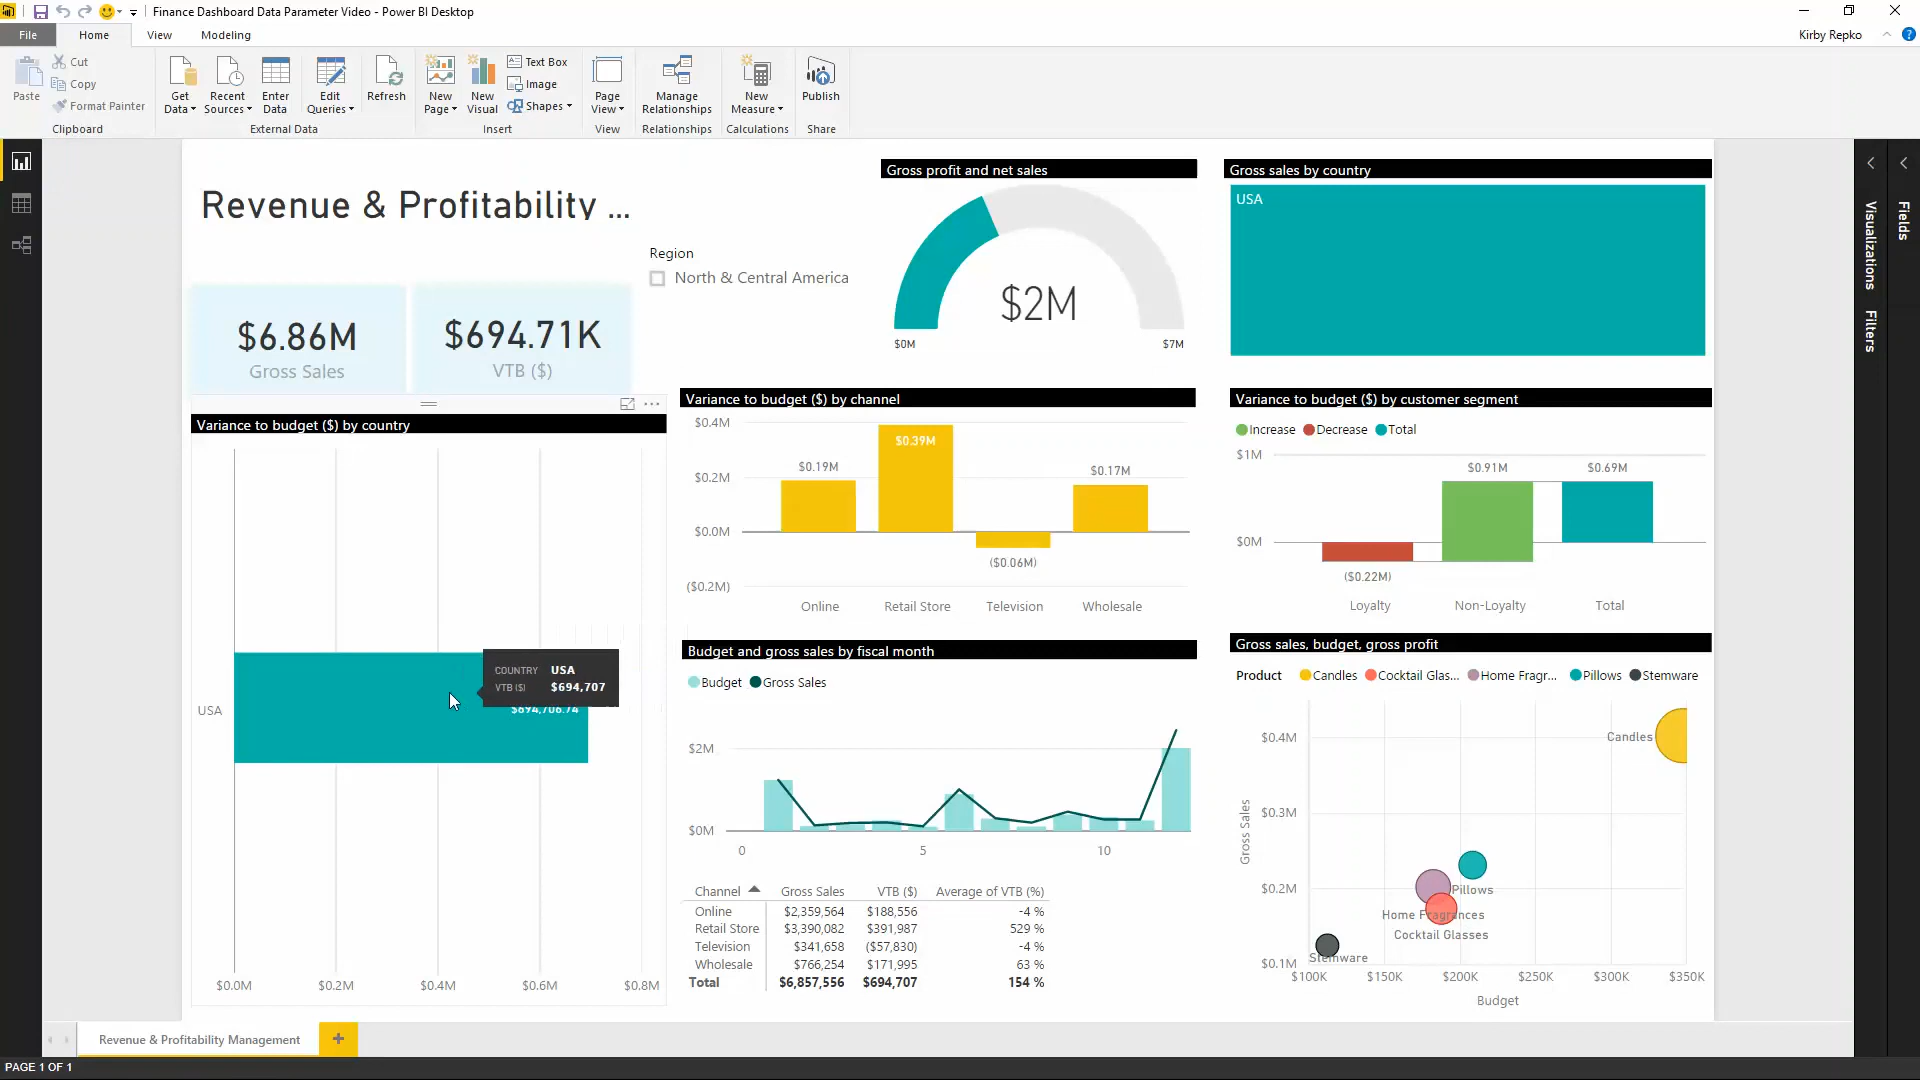 Finance Dashboard Data Parameter Video - Power BI Desktop
File Home View Modeling
Kirby Repko
Paste
Cut
Copy
Format Painter
Clipboard
Get Data
Recent Sources
Enter Data
Edit Queries
Refresh
External Data
New Page
New Visual
Text Box
Image
Shapes
Insert
Page View
View
Manage Relationships
Relationships
New Measure
Calculations
Publish
Share
Revenue & Profitability ...
Region
North & Central America
$6.86M
Gross Sales
$694.71K
VTB ($)
Gross profit and net sales
$2M
$0M
$7M
Gross sales by country
USA
Visualizations
Filters
Fields
Variance to budget ($) by country
USA
COUNTRY USA
VTB ($) $694,707
$694,706.74
$0.0M $0.2M $0.4M $0.6M $0.8M
Variance to budget ($) by channel
$0.4M
$0.2M
$0.0M
($0.2M)
$0.19M
$0.39M
($0.06M)
$0.17M
Online Retail Store Television Wholesale
Variance to budget ($) by customer segment
Increase Decrease Total
$1M
$0M
($0.22M)
$0.91M
$0.69M
Loyalty Non-Loyalty Total
Budget and gross sales by fiscal month
Budget Gross Sales
$2M
$0M
0 5 10
Channel Gross Sales VTB ($) Average of VTB (%)
Online $2,359,564 $188,556 -4 %
Retail Store $3,390,082 $391,987 529 %
Television $341,658 ($57,830) -4 %
Wholesale $766,254 $171,995 63 %
Total $6,857,556 $694,707 154 %
Gross sales, budget, gross profit
Product Candles Cocktail Glas... Home Fragr... Pillows Stemware
Gross Sales
$0.4M
$0.3M
$0.2M
$0.1M
Candles
Pillows
Home Fragrances
Cocktail Glasses
Stemware
$100K $150K $200K $250K $300K $350K
Budget
Revenue & Profitability Management
PAGE 1 OF 1